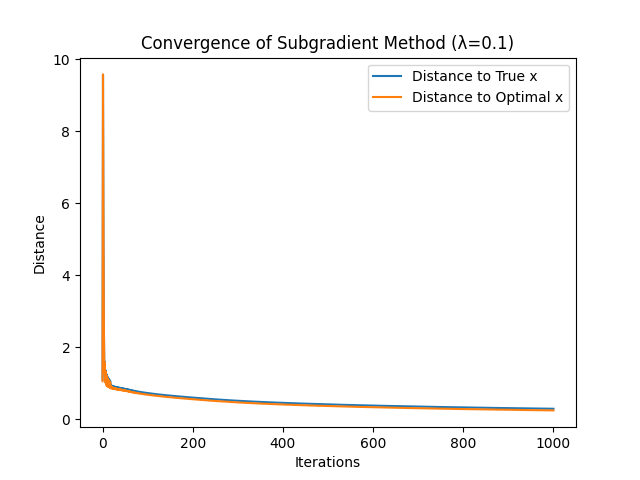 Convergence of Subgradient Method (λ=0.1)
Distance to True x
Distance to Optimal x
10
8
6
4
2
0
Distance
0 200 400 600 800 1000
Iterations